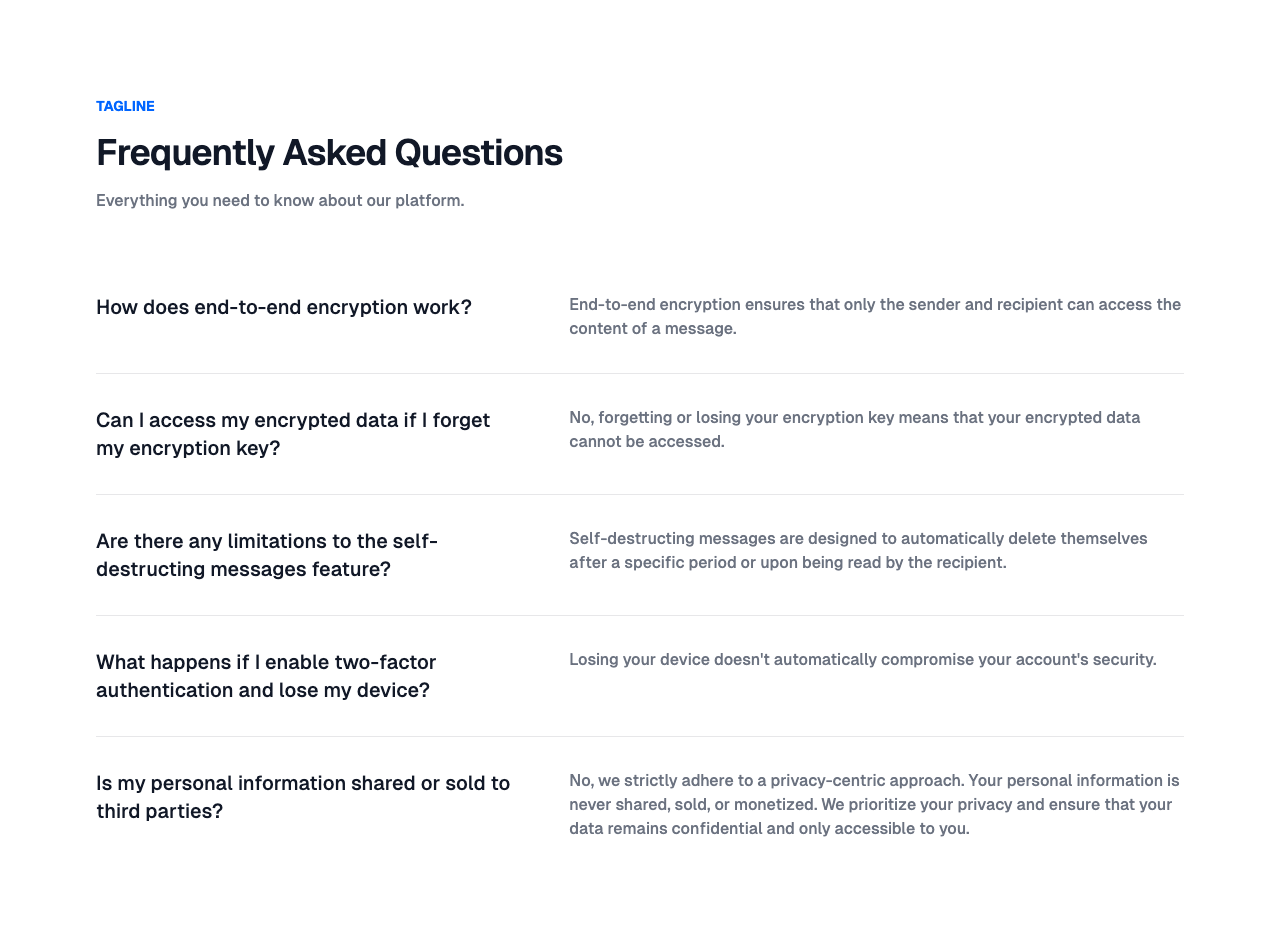 TAGLINE
Frequently Asked Questions
Everything you need to know about our platform.
How does end-to-end encryption work?
End-to-end encryption ensures that only the sender and recipient can access the
content of a message.
Can I access my encrypted data if I forget
my encryption key?
No, forgetting or losing your encryption key means that your encrypted data
cannot be accessed.
Are there any limitations to the self-
destructing messages feature?
Self-destructing messages are designed to automatically delete themselves
after a specific period or upon being read by the recipient.
What happens if I enable two-factor
authentication and lose my device?
Losing your device doesn't automatically compromise your account's security.
Is my personal information shared or sold to
third parties?
No, we strictly adhere to a privacy-centric approach. Your personal information is
never shared, sold, or monetized. We prioritize your privacy and ensure that your
data remains confidential and only accessible to you.